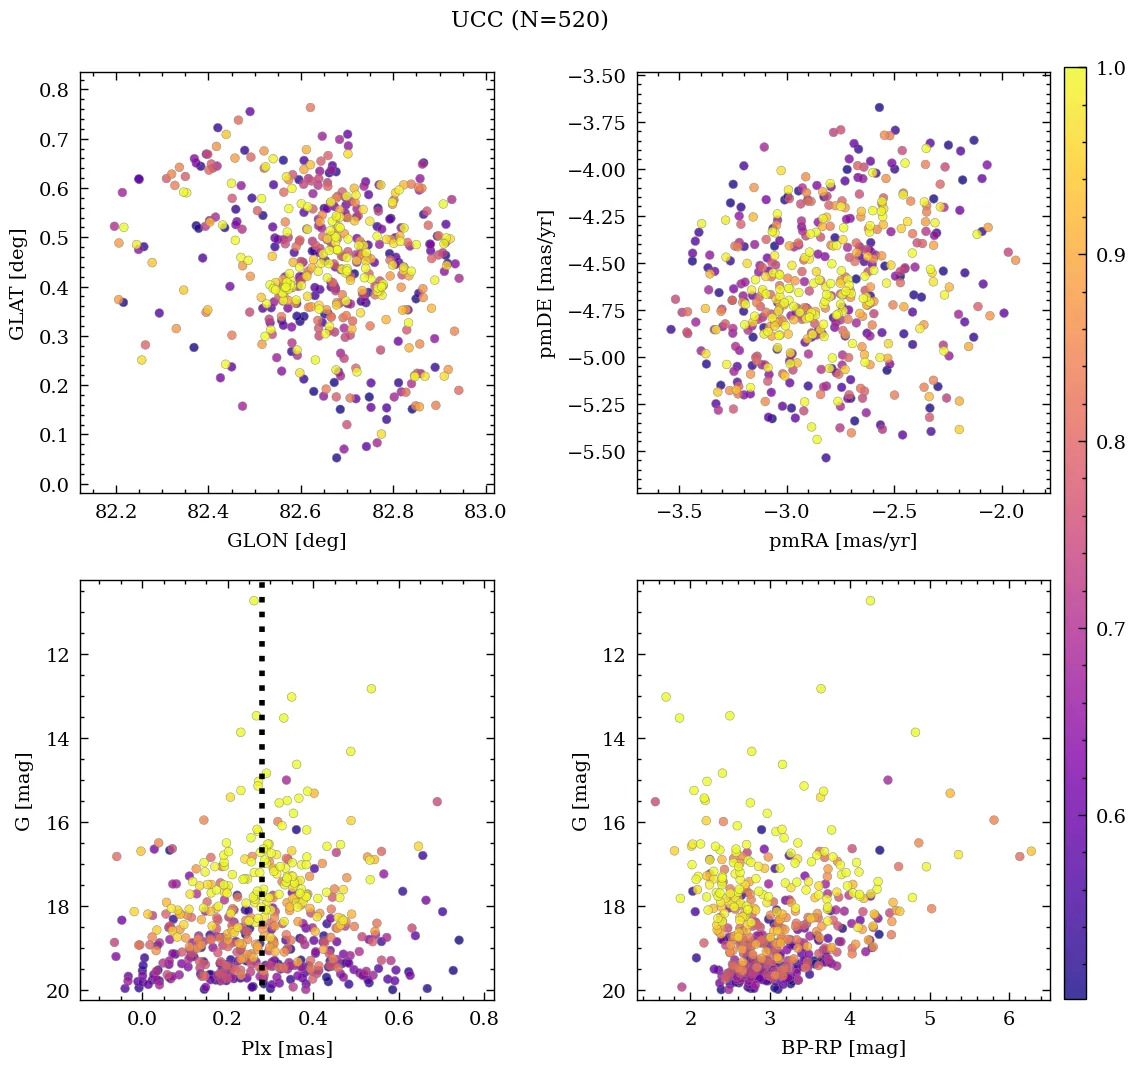 UCC (N=520)
0.8
0.7
0.6
0.5
0.4
0.3
0.2
0.1
0.0
GLAT [deg]
82.2 82.4 82.6 82.8 83.0
GLON [deg]
−3.50
−3.75
−4.00
−4.25
−4.50
−4.75
−5.00
−5.25
−5.50
pmDE [mas/yr]
−3.5 −3.0 −2.5 −2.0
pmRA [mas/yr]
12
14
16
18
20
G [mag]
0.0 0.2 0.4 0.6 0.8
Plx [mas]
12
14
16
18
20
G [mag]
2 3 4 5 6
BP-RP [mag]
1.0
0.9
0.8
0.7
0.6